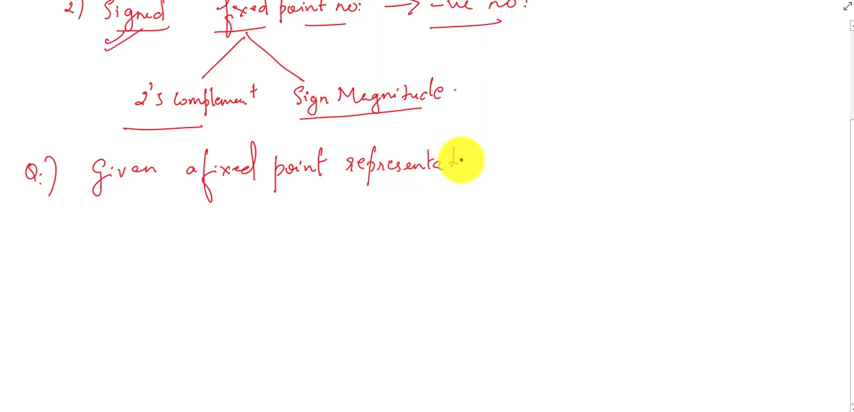 2) Signed fixed point no: → -ve no:
2's complement Sign Magnitude.
Q:) Given a fixed point representat